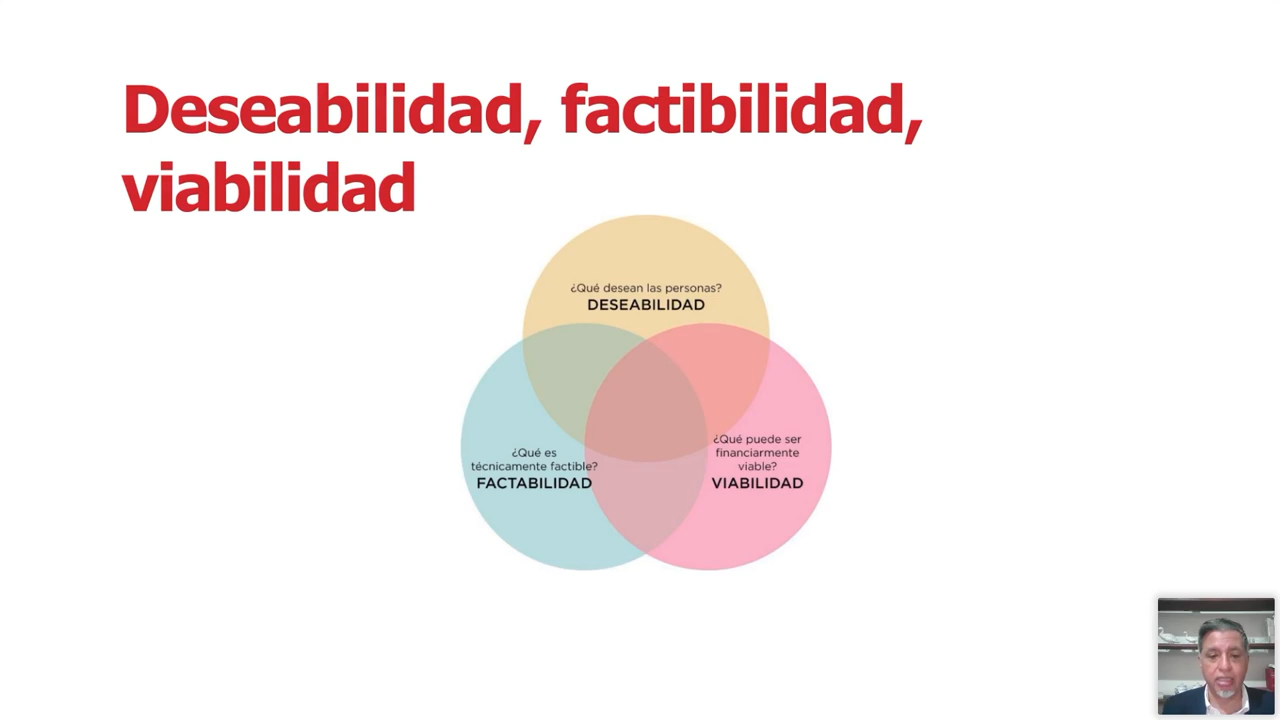 Deseabilidad, factibilidad,
viabilidad
¿Qué desean las personas?
DESEABILIDAD
¿Qué es
técnicamente factible?
FACTABILIDAD
¿Qué puede ser
financiarmente
viable?
VIABILIDAD